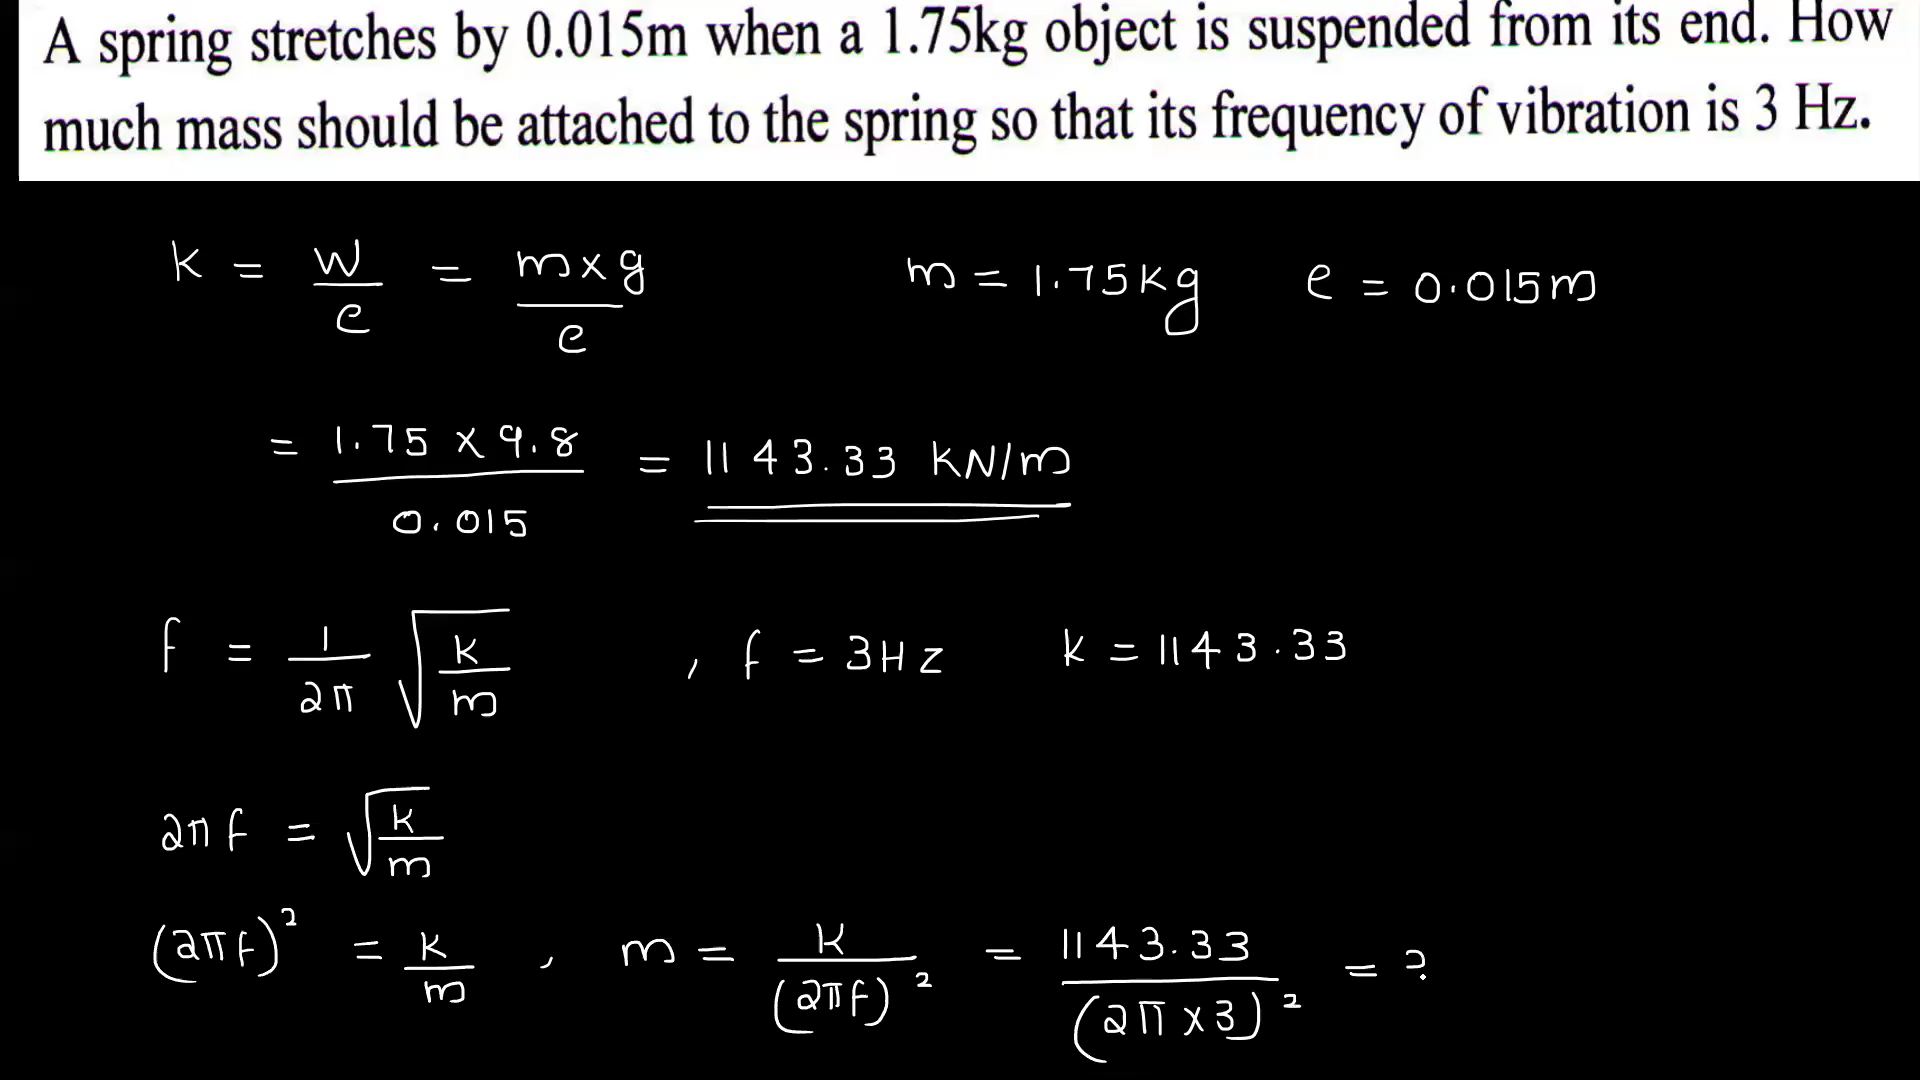 A spring stretches by 0.015m when a 1.75kg object is suspended from its end. How
much mass should be attached to the spring so that its frequency of vibration is 3 Hz.
K = W/e = m×g/e m = 1.75kg e = 0.015m
= 1.75 × 9.8/0.015 = 1143.33 KN/m
f = 1/2π √(k/m) , f = 3Hz k = 1143.33
2πf = √(k/m)
(2πf)² = k/m , m = K/(2πf)² = 1143.33/(2π×3)² = ?